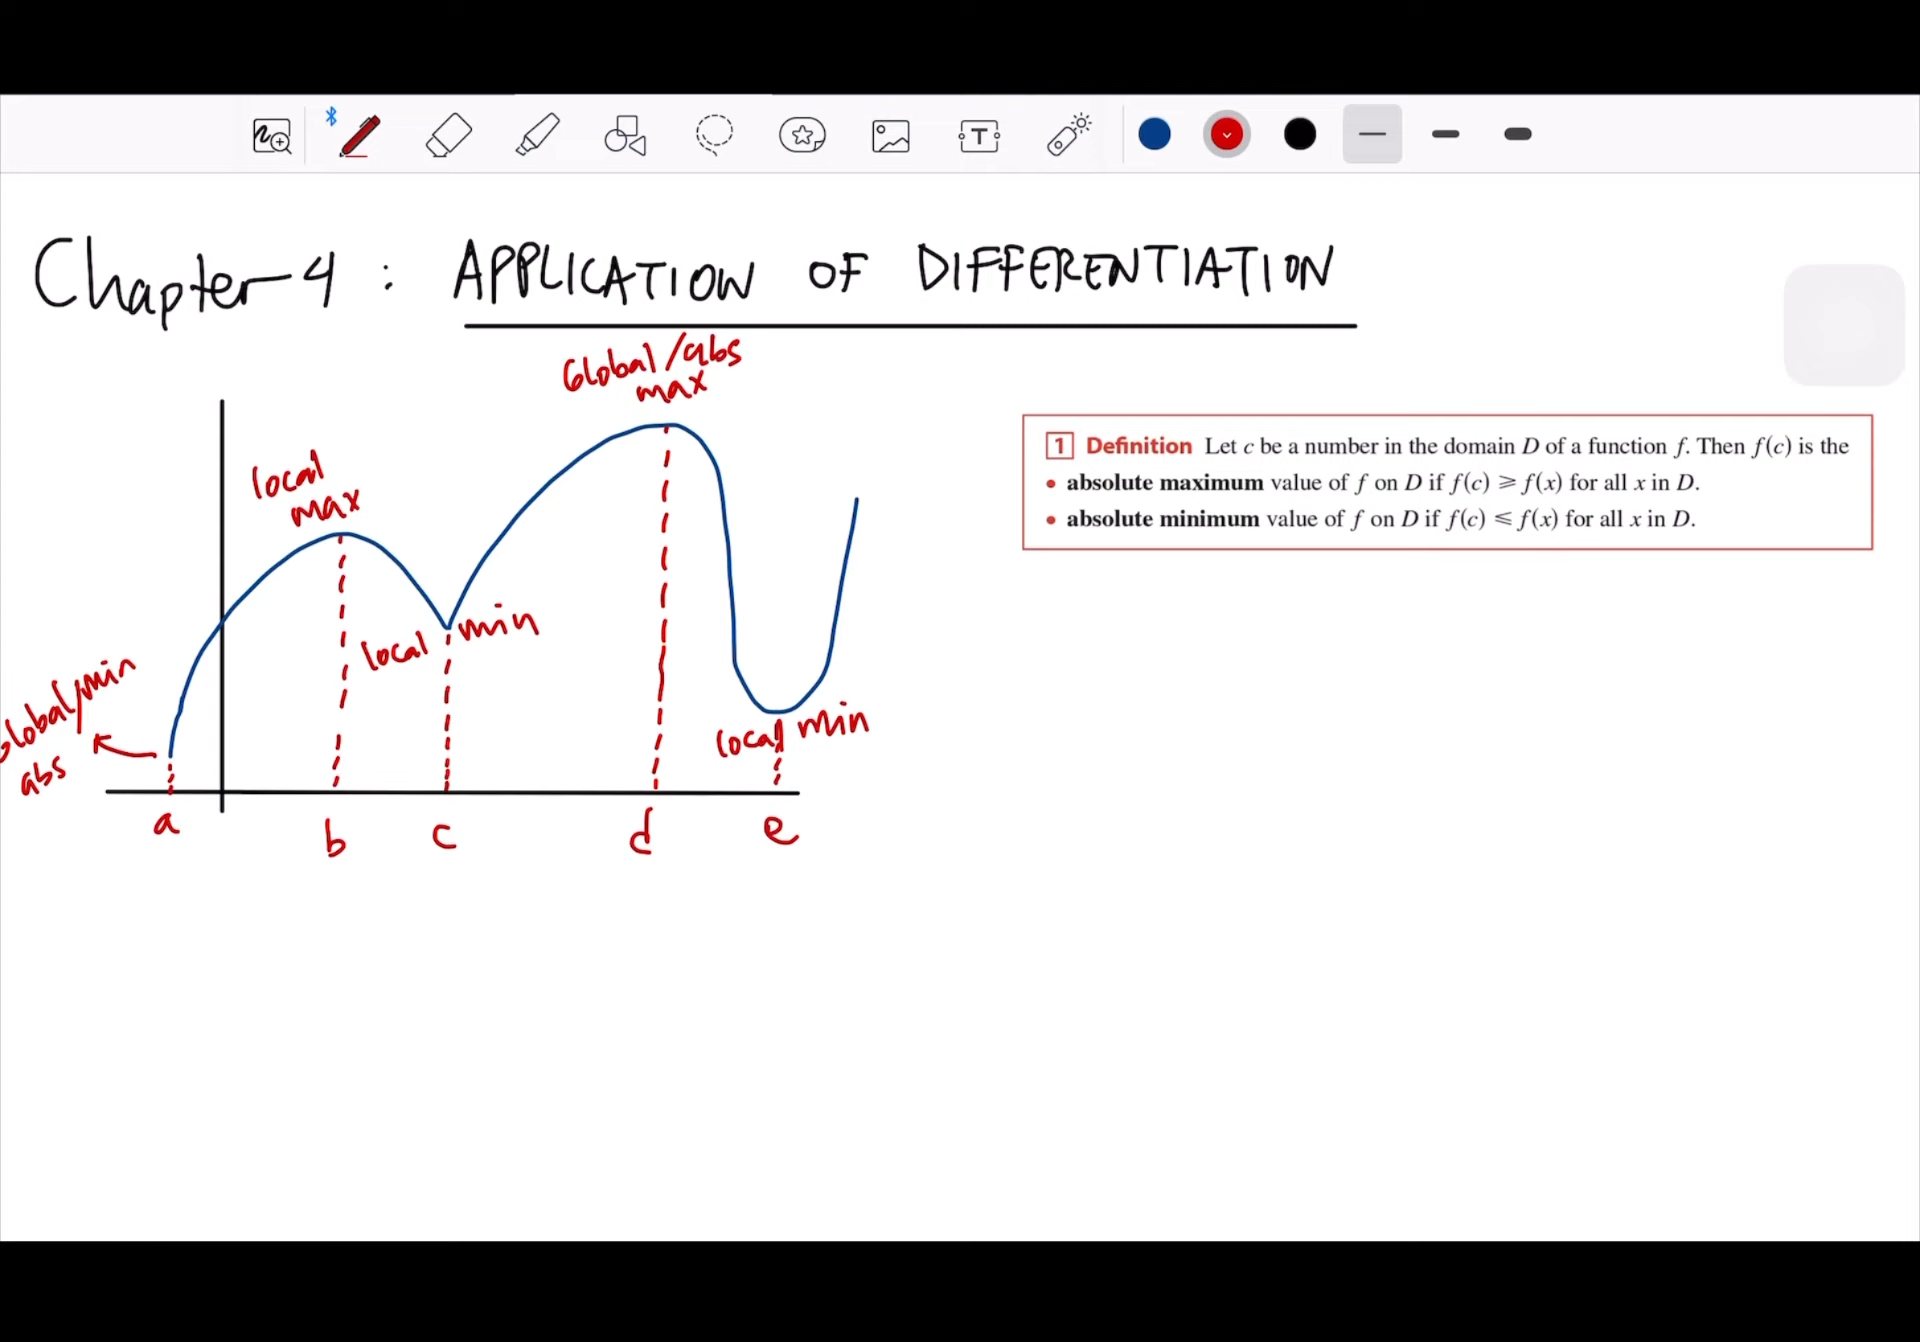 Chapter 4 : APPLICATION OF DIFFERENTIATION
Global/abs
max
local
max
local min
Global/min
abs
local min
a
b
c
d
e
1 Definition Let c be a number in the domain D of a function f. Then f(c) is the
• absolute maximum value of f on D if f(c) ⩾ f(x) for all x in D.
• absolute minimum value of f on D if f(c) ⩽ f(x) for all x in D.
T